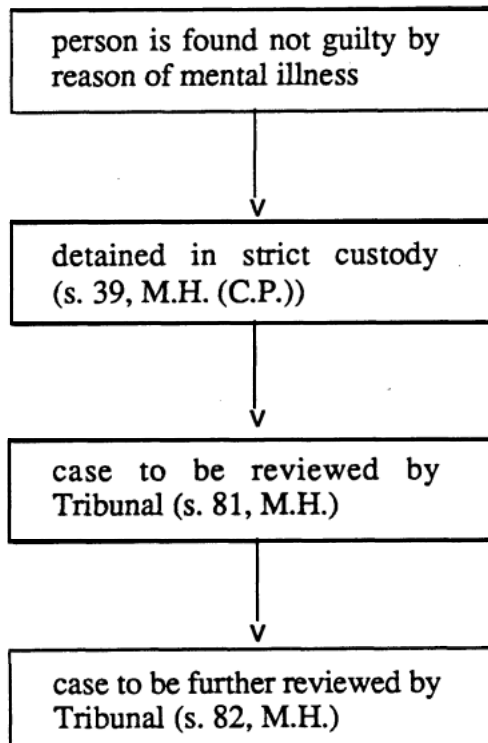 person is found not guilty by
reason of mental illness
detained in strict custody
(s. 39, M.H. (C.P.))
case to be reviewed by
Tribunal (s. 81, M.H.)
case to be further reviewed by
Tribunal (s. 82, M.H.)